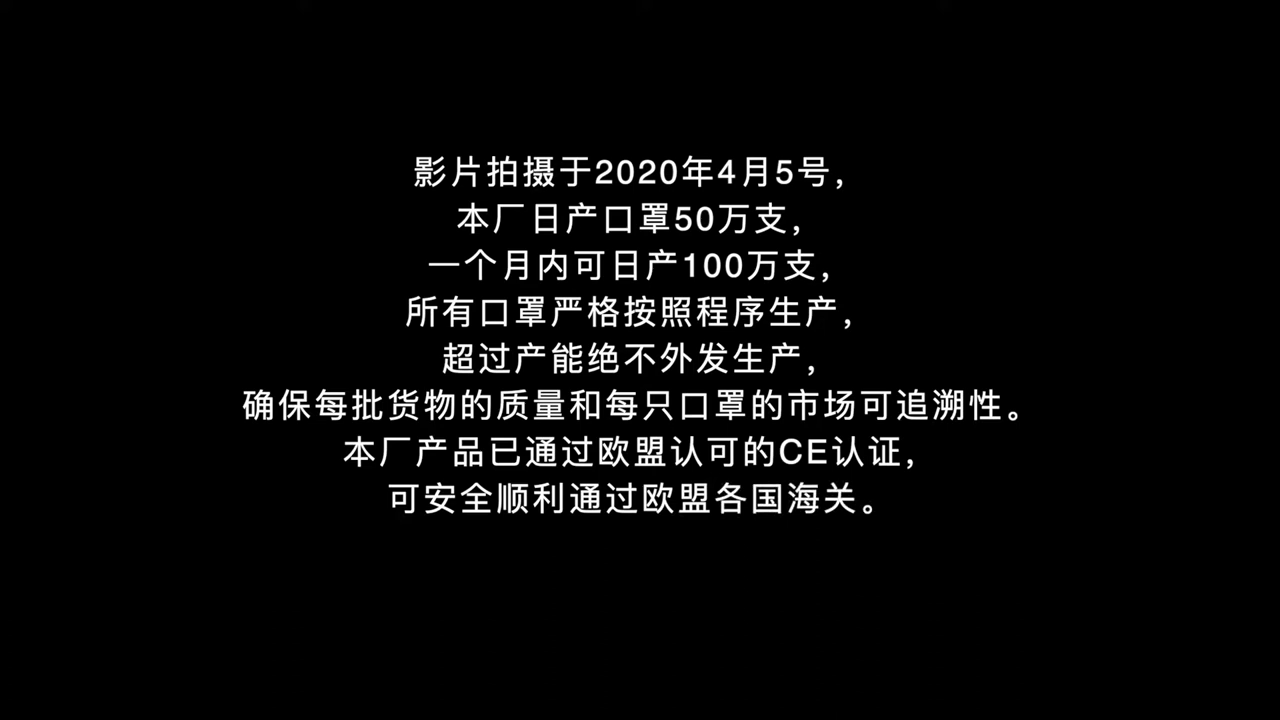 影片拍摄于2020年4月5号，
本厂日产口罩50万支，
一个月内可日产100万支，
所有口罩严格按照程序生产，
超过产能绝不外发生产，
确保每批货物的质量和每只口罩的市场可追溯性。
本厂产品已通过欧盟认可的CE认证，
可安全顺利通过欧盟各国海关。